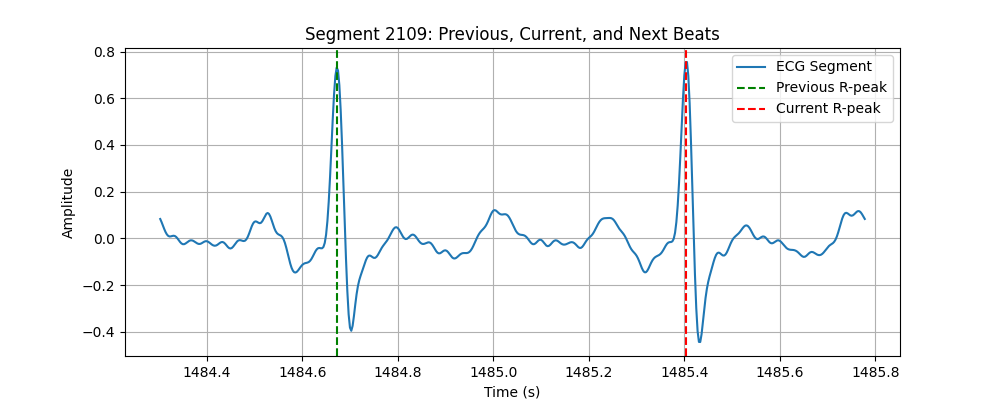 Segment 2109: Previous, Current, and Next Beats
ECG Segment
Previous R-peak
Current R-peak
Amplitude
0.8
0.6
0.4
0.2
0.0
−0.2
−0.4
1484.4 1484.6 1484.8 1485.0 1485.2 1485.4 1485.6 1485.8
Time (s)